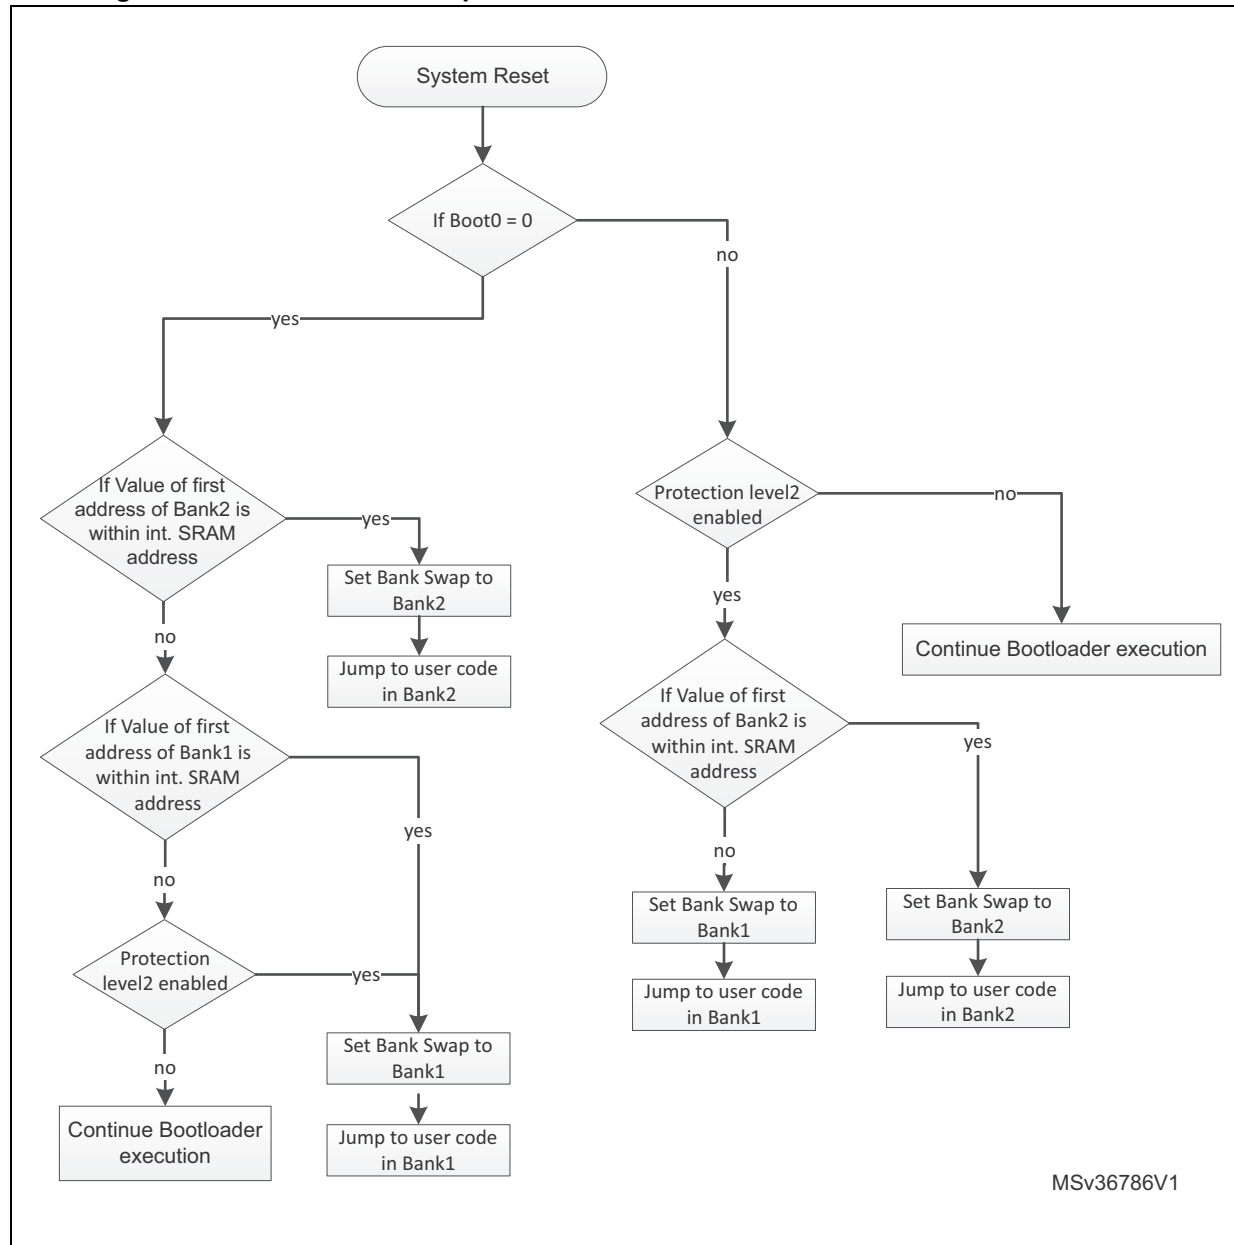 System Reset
If Boot0 = 0
no
yes
If Value of first
address of Bank2 is
within int. SRAM
address
yes
Set Bank Swap to
Bank2
Jump to user code
in Bank2
no
If Value of first
address of Bank1 is
within int. SRAM
address
yes
no
Protection
level2 enabled
yes
Set Bank Swap to
Bank1
Jump to user code
in Bank1
no
Continue Bootloader
execution
Protection level2
enabled
no
Continue Bootloader execution
yes
If Value of first
address of Bank2 is
within int. SRAM
address
yes
no
Set Bank Swap to
Bank1
Jump to user code
in Bank1
Set Bank Swap to
Bank2
Jump to user code
in Bank2
MSv36786V1